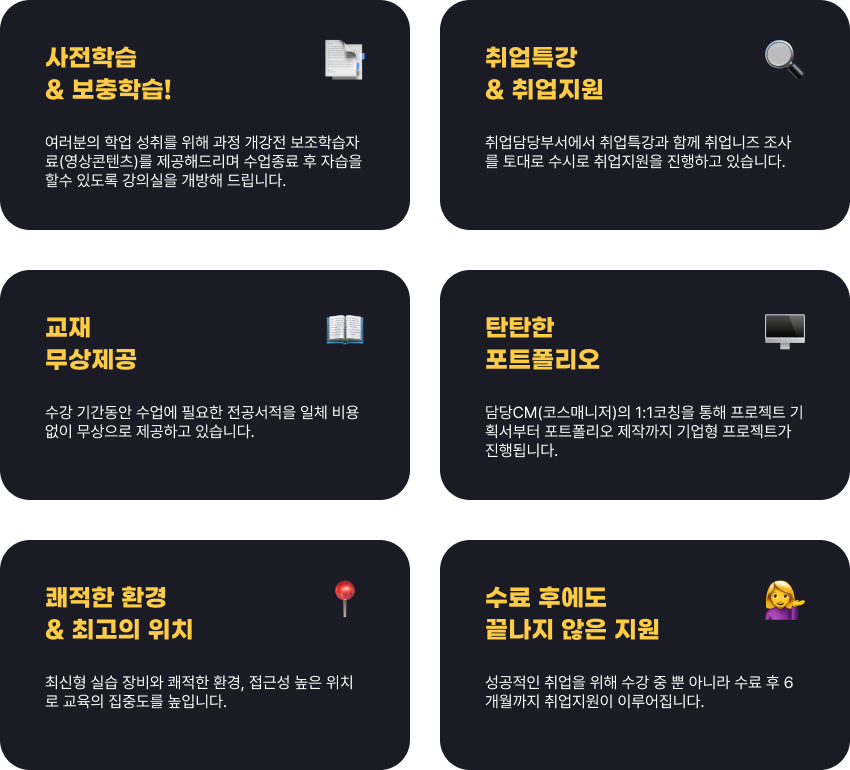 사전학습
& 보충학습!
여러분의 학업 성취를 위해 과정 개강전 보조학습자
료(영상콘텐츠)를 제공해드리며 수업종료 후 자습을
할수 있도록 강의실을 개방해 드립니다.
취업특강
& 취업지원
취업담당부서에서 취업특강과 함께 취업니즈 조사
를 토대로 수시로 취업지원을 진행하고 있습니다.
교재
무상제공
수강 기간동안 수업에 필요한 전공서적을 일체 비용
없이 무상으로 제공하고 있습니다.
탄탄한
포트폴리오
담당CM(코스매니저)의 1:1코칭을 통해 프로젝트 기
획서부터 포트폴리오 제작까지 기업형 프로젝트가
진행됩니다.
쾌적한 환경
& 최고의 위치
최신형 실습 장비와 쾌적한 환경, 접근성 높은 위치
로 교육의 집중도를 높입니다.
수료 후에도
끝나지 않은 지원
성공적인 취업을 위해 수강 중 뿐 아니라 수료 후 6
개월까지 취업지원이 이루어집니다.